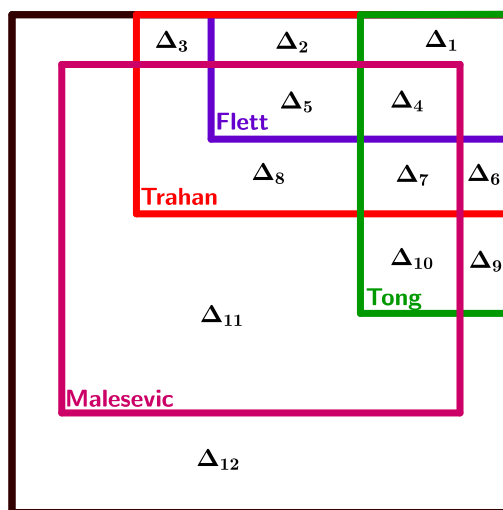 Δ₃ Δ₂ Δ₁
Δ₅ Δ₄
Flett
Δ₈ Δ₇ Δ₆
Trahan
Δ₁₀ Δ₉
Tong
Δ₁₁
Malesevic
Δ₁₂